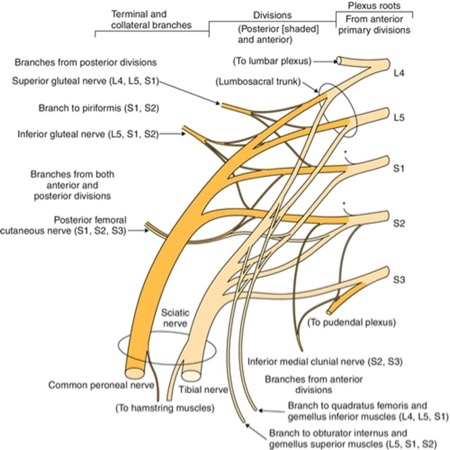 Plexus roots
Terminal and
collateral branches
Divisions
(Posterior [shaded]
and anterior)
From anterior
primary divisions
Branches from posterior divisions
(To lumbar plexus)
L4
Superior gluteal nerve (L4, L5, S1)
(Lumbosacral trunk)
Branch to piriformis (S1, S2)
L5
Inferior gluteal nerve (L5, S1, S2)
S1
Branches from both
anterior and
posterior divisions
Posterior femoral
cutaneous nerve (S1, S2, S3)
S2
S3
Sciatic
nerve
(To pudendal plexus)
Inferior medial clunial nerve (S2, S3)
Common peroneal nerve
Tibial nerve
Branches from anterior
divisions
(To hamstring muscles)
Branch to quadratus femoris and
gemellus inferior muscles (L4, L5, S1)
Branch to obturator internus and
gemellus superior muscles (L5, S1, S2)